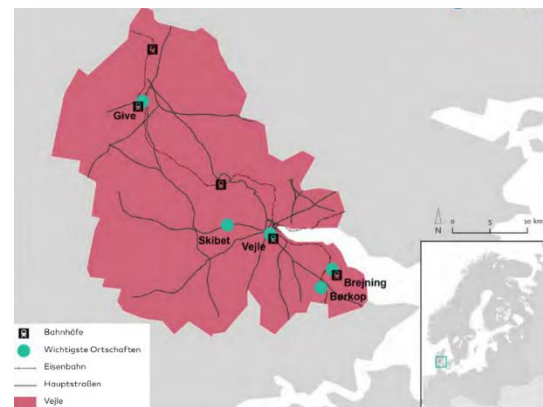 Give
Skibet
Vejle
Brejning
Børkop
N
0 5 10 km
Bahnhöfe
Wichtigste Ortschaften
Eisenbahn
Hauptstraßen
Vejle